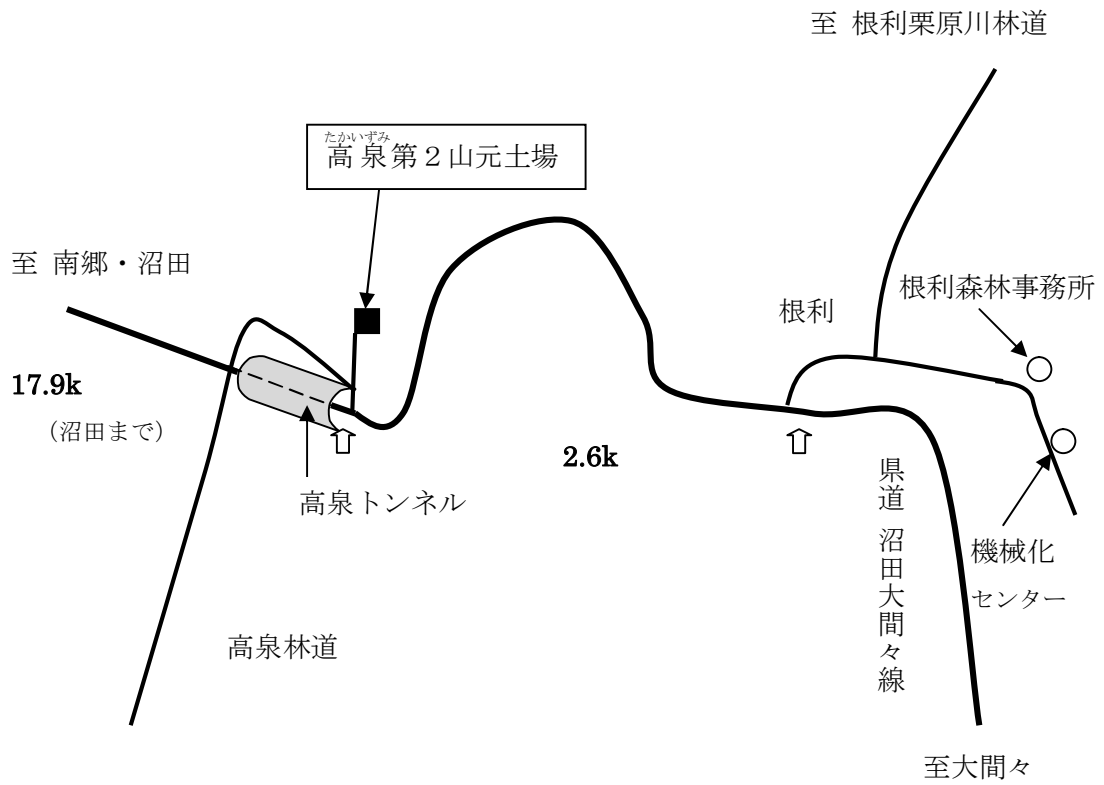 至 根利栗原川林道
たかいずみ
高泉第２山元土場
至 南郷・沼田
根利森林事務所
根利
17.9k
（沼田まで）
2.6k
高泉トンネル
県道 沼田大間々線
機械化
センター
高泉林道
至大間々